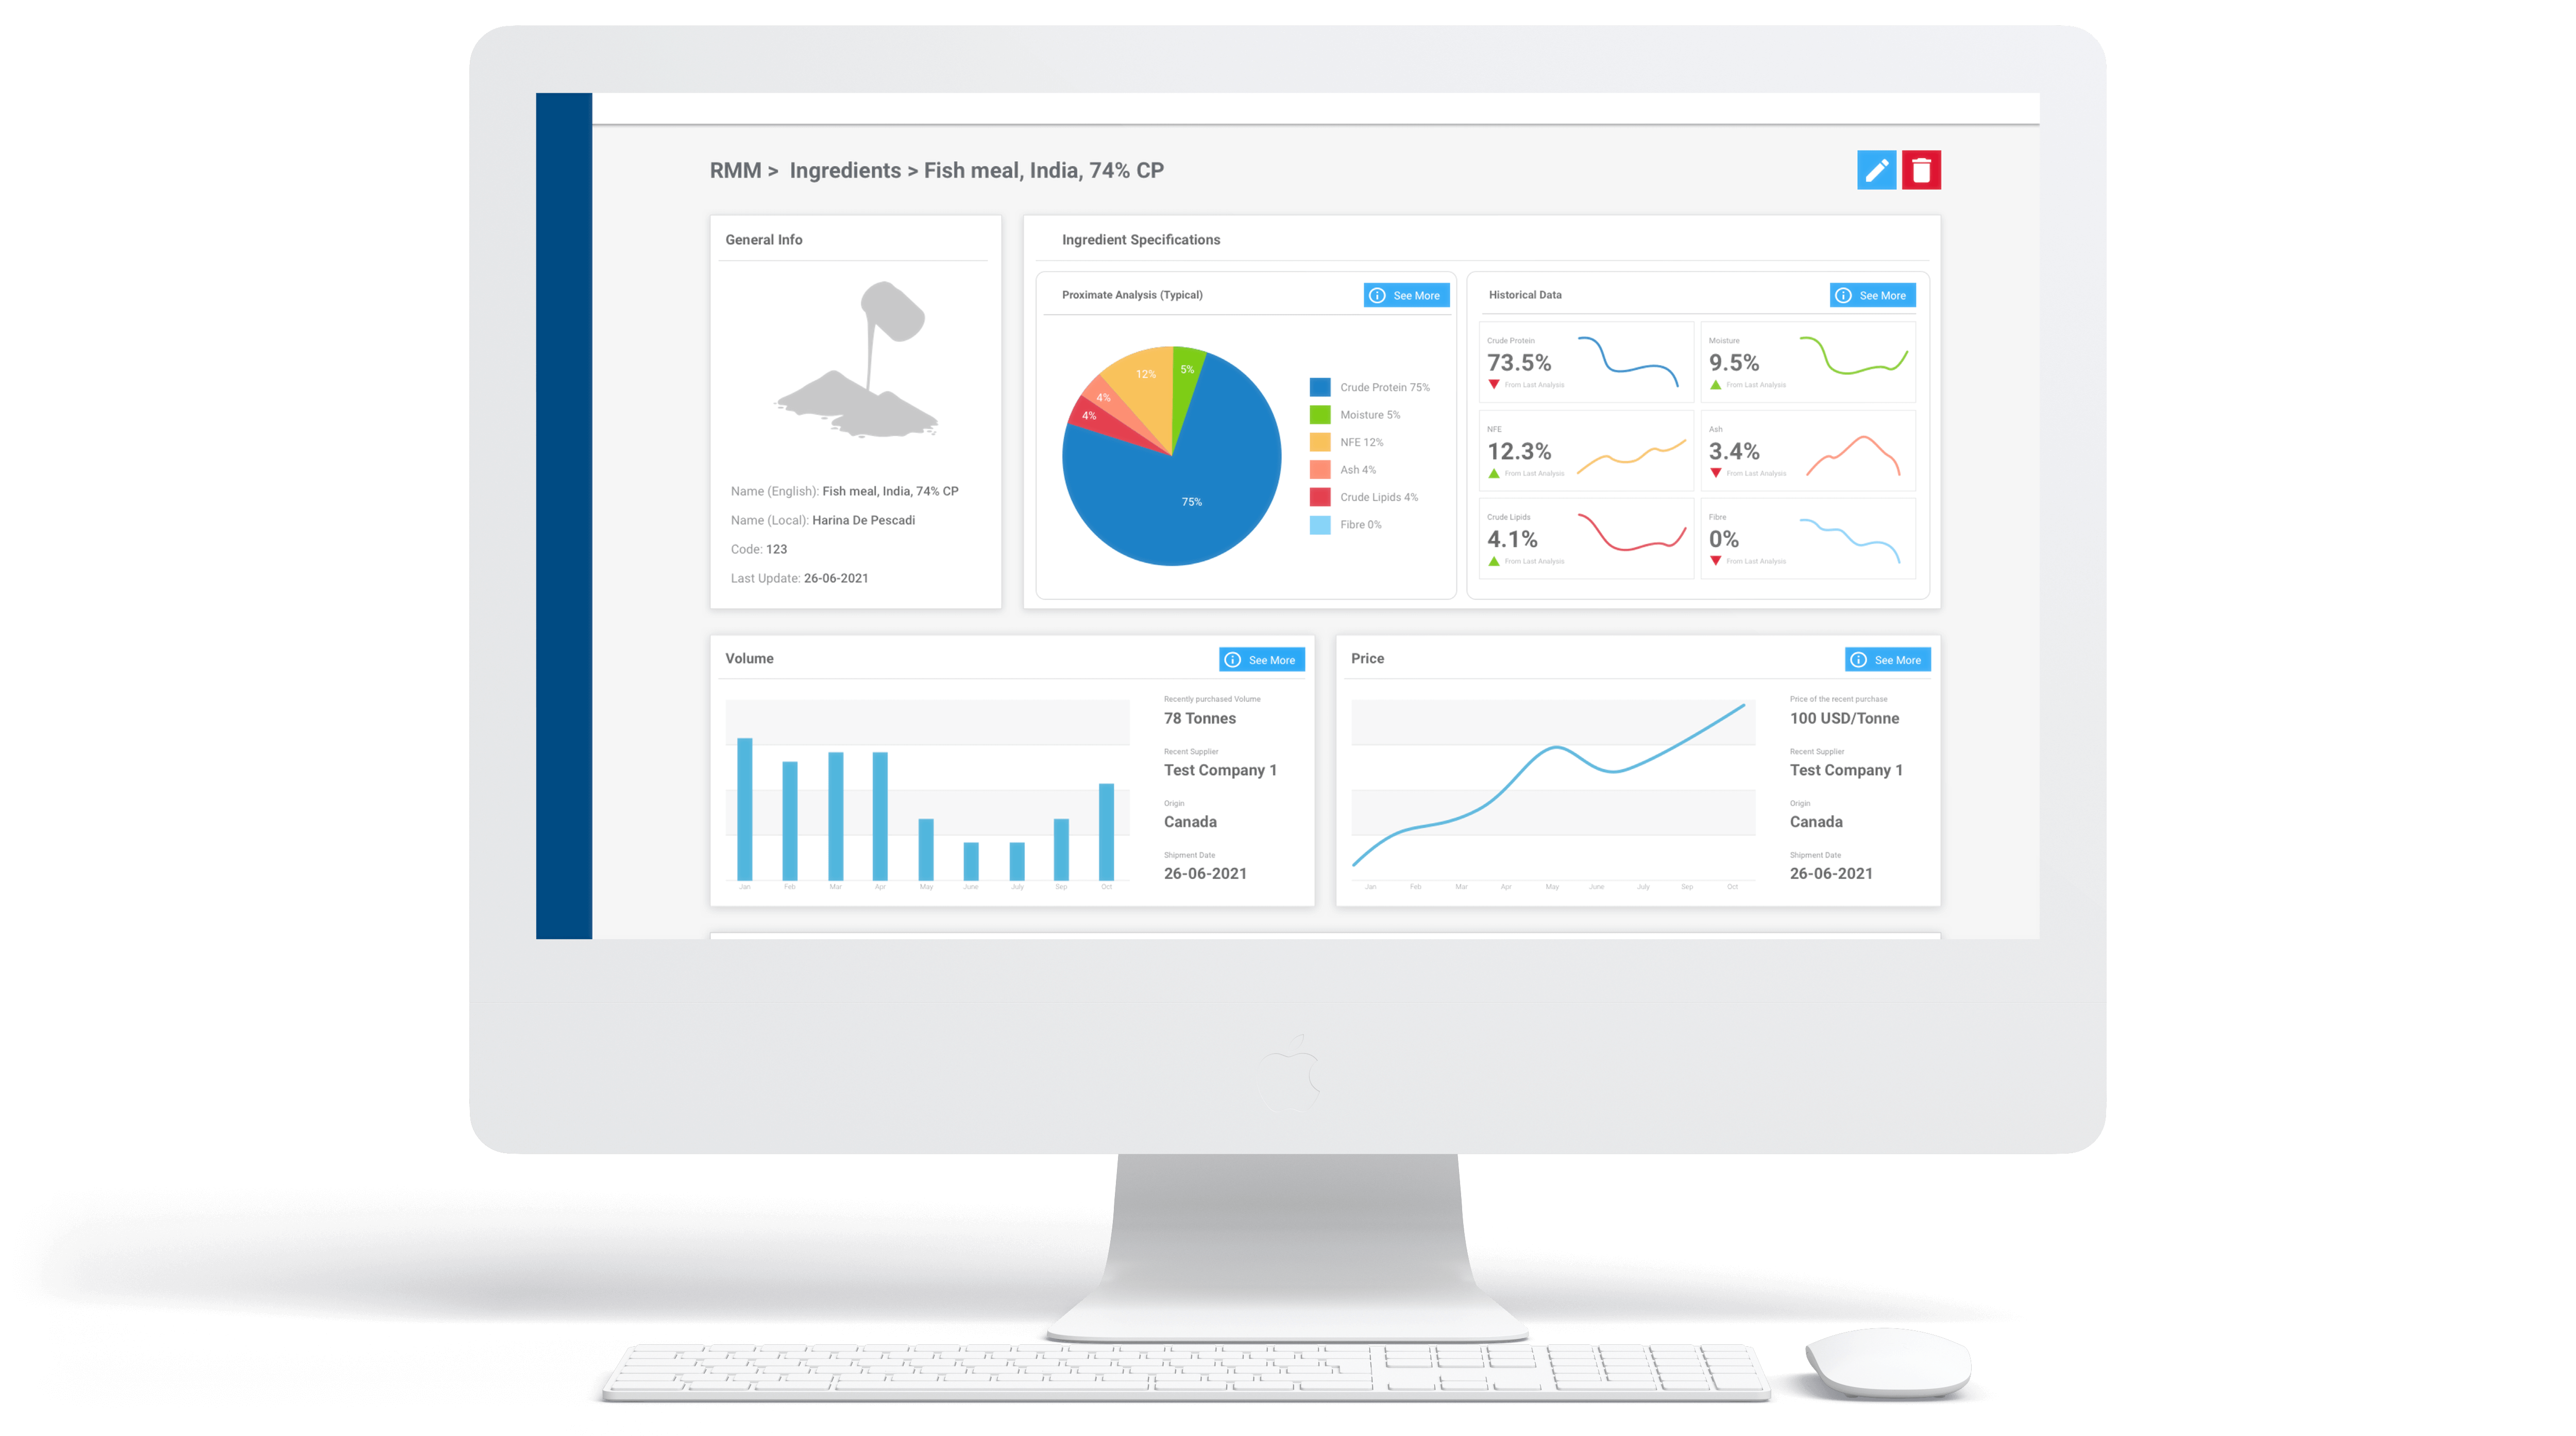 RMM > Ingredients > Fish meal, India, 74% CP
General Info
Name (English): Fish meal, India, 74% CP
Name (Local): Harina De Pescadi
Code: 123
Last Update: 26-06-2021
Ingredient Specifications
Proximate Analysis (Typical)
See More
5%
12%
4%
4%
75%
Crude Protein 75%
Moisture 5%
NFE 12%
Ash 4%
Crude Lipids 4%
Fibre 0%
Historical Data
See More
Crude Protein
73.5%
From Last Analysis
Moisture
9.5%
From Last Analysis
NFE
12.3%
From Last Analysis
Ash
3.4%
From Last Analysis
Crude Lipids
4.1%
From Last Analysis
Fibre
0%
From Last Analysis
Volume
See More
Jan Feb Mar Apr May June July Sep Oct
Recently purchased Volume
78 Tonnes
Recent Supplier
Test Company 1
Origin
Canada
Shipment Date
26-06-2021
Price
See More
Jan Feb Mar Apr May June July Sep Oct
Price of the recent purchase
100 USD/Tonne
Recent Supplier
Test Company 1
Origin
Canada
Shipment Date
26-06-2021